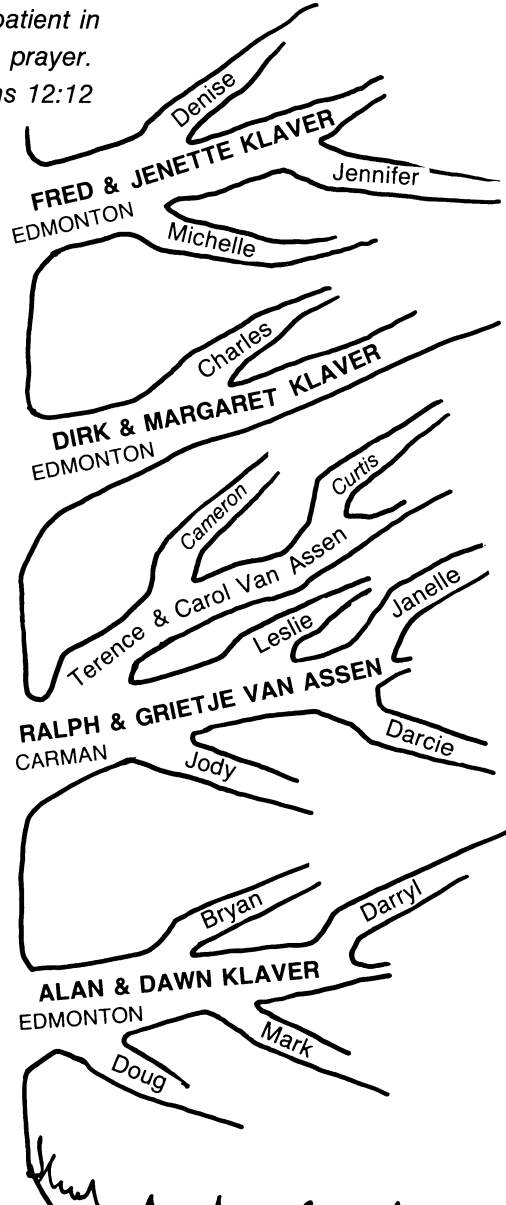 patient in
prayer.
12:12
Denise
FRED & JENETTE KLAVER
EDMONTON
Jennifer
Michelle
Charles
DIRK & MARGARET KLAVER
EDMONTON
Curtis
Cameron
Terence & Carol Van Assen
Janelle
Leslie
RALPH & GRIETJE VAN ASSEN
CARMAN
Darcie
Jody
Bryan
Darryl
ALAN & DAWN KLAVER
EDMONTON
Mark
Doug